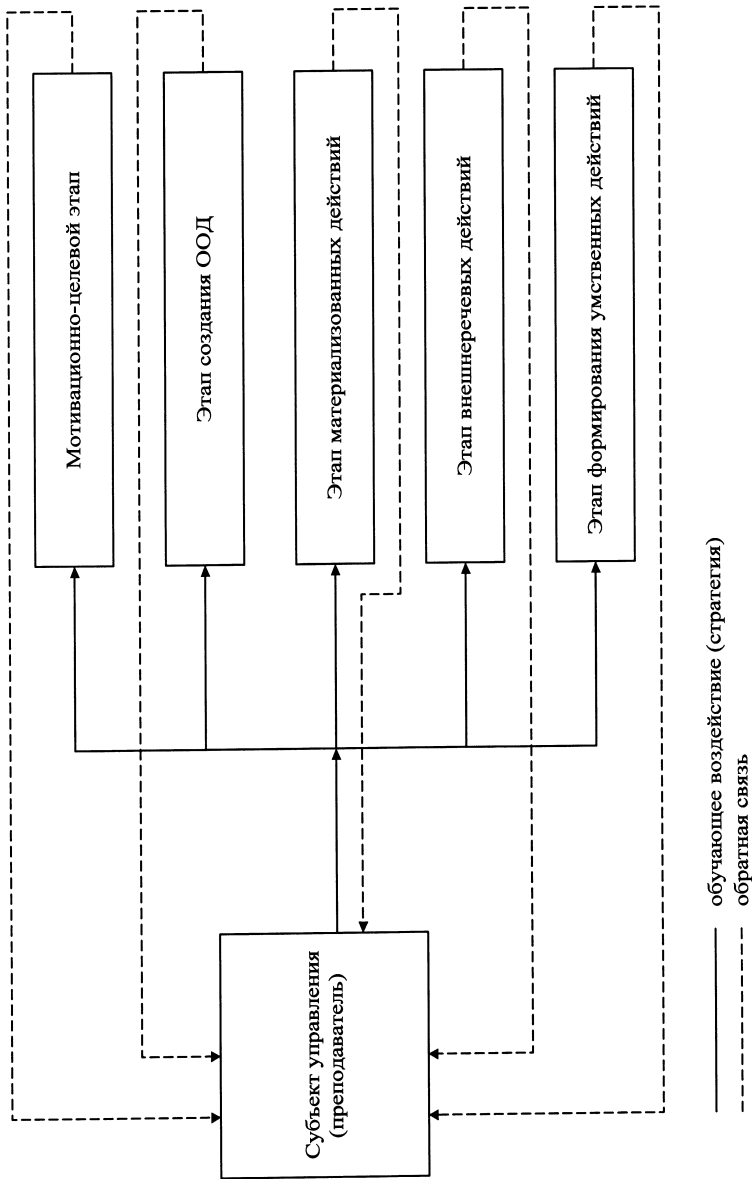 Мотивационно-целевой этап
Этап создания ООД
Этап материализованных действий
Этап внешнеречевых действий
Этап формирования умственных действий
Субъект управления
(преподаватель)
обучающее воздействие (стратегия)
обратная связь